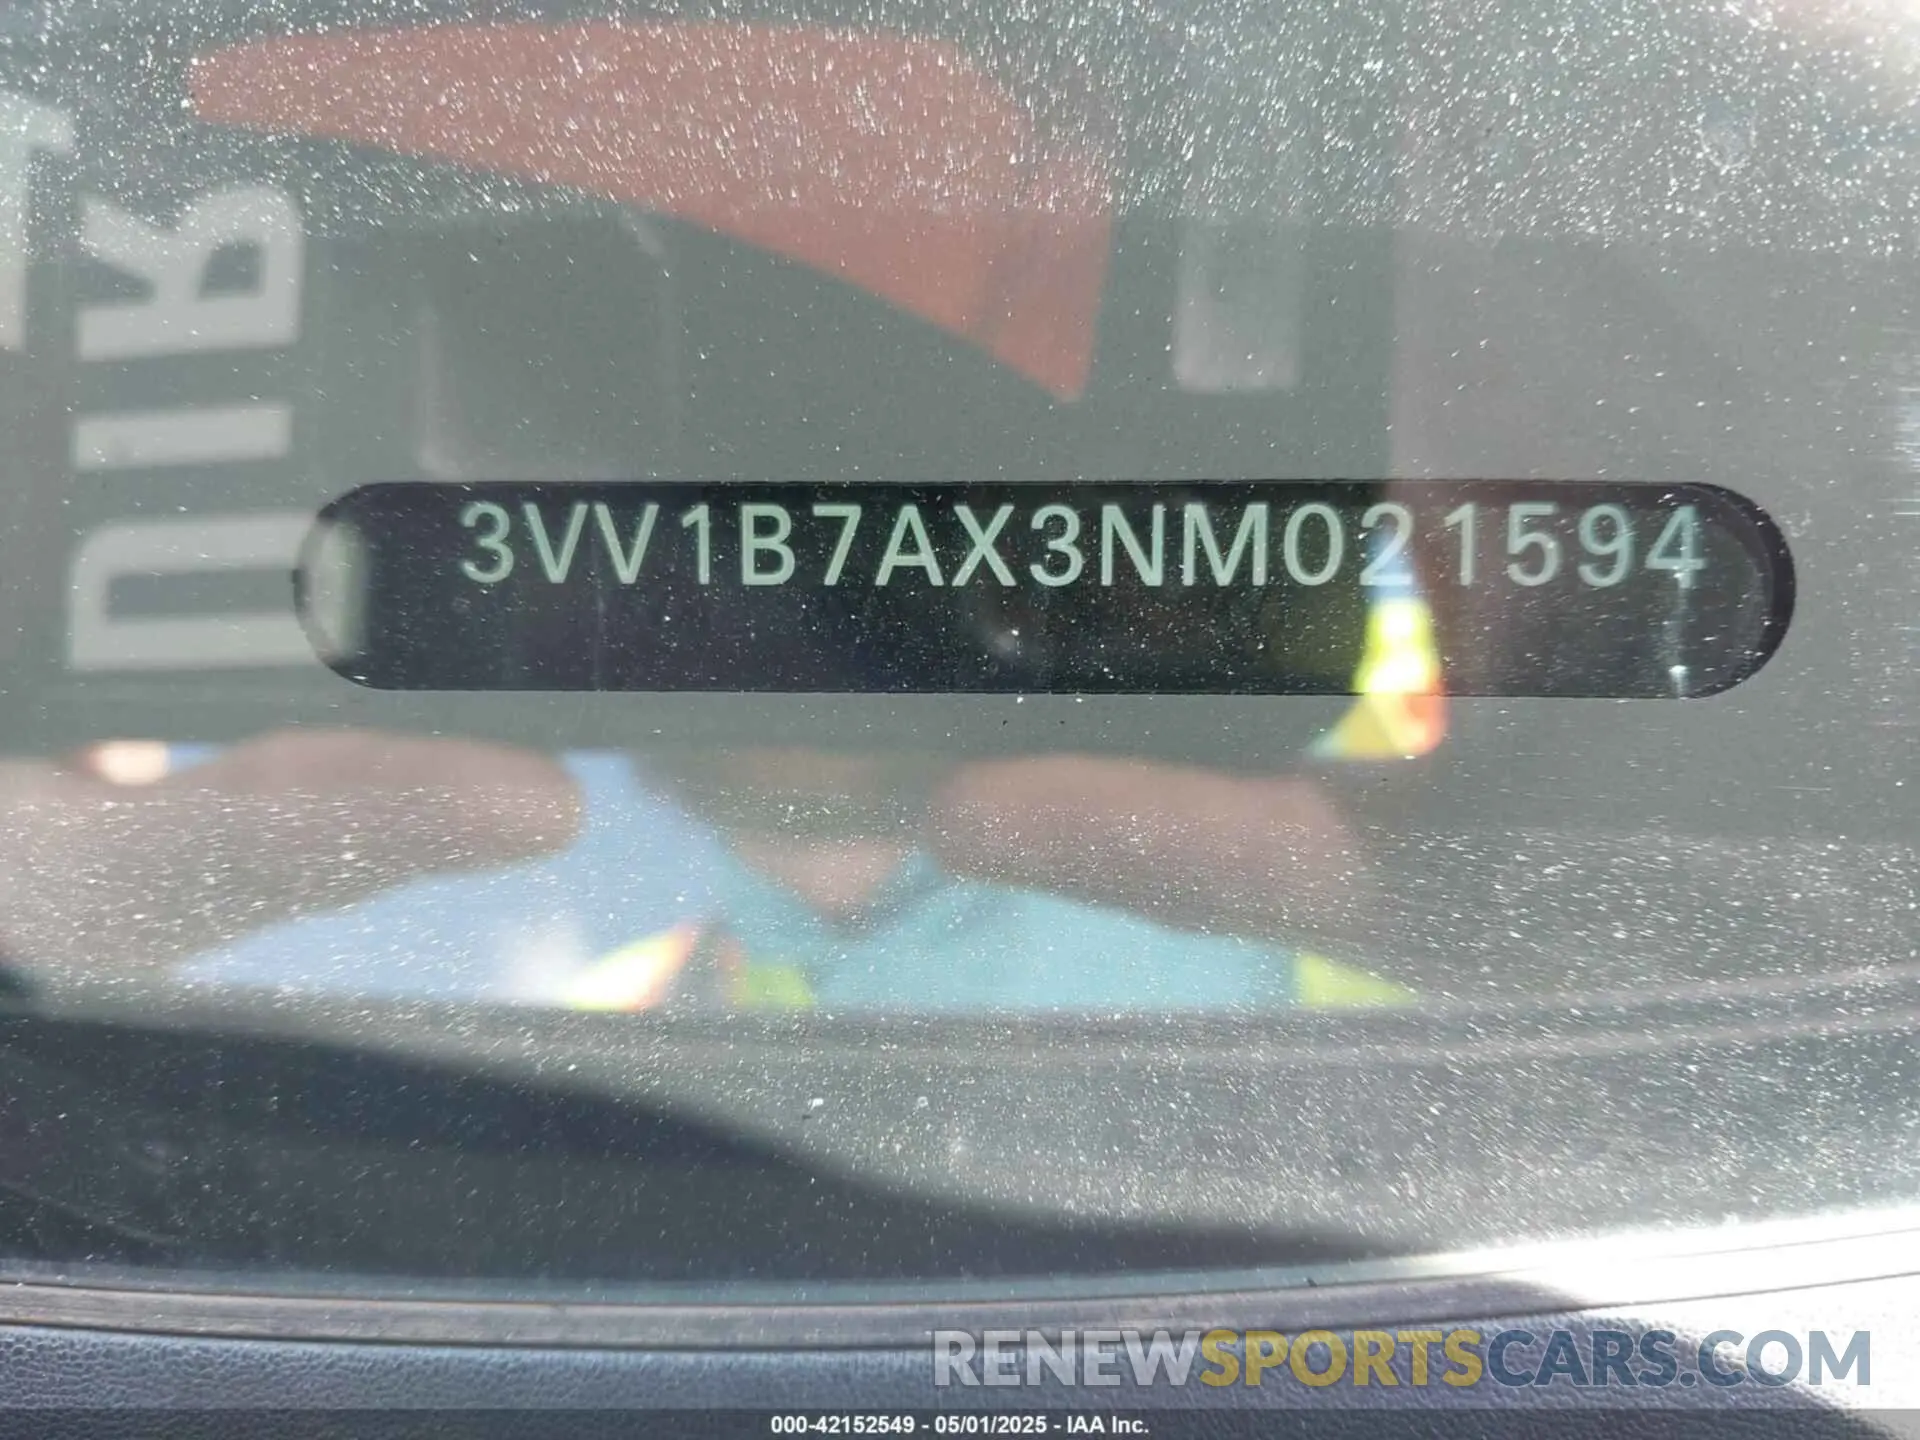 3VV1B7AX3NM021594
RENEWSPORTSCARS.COM
000-42152549 - 05/01/2025 - IAA Inc.